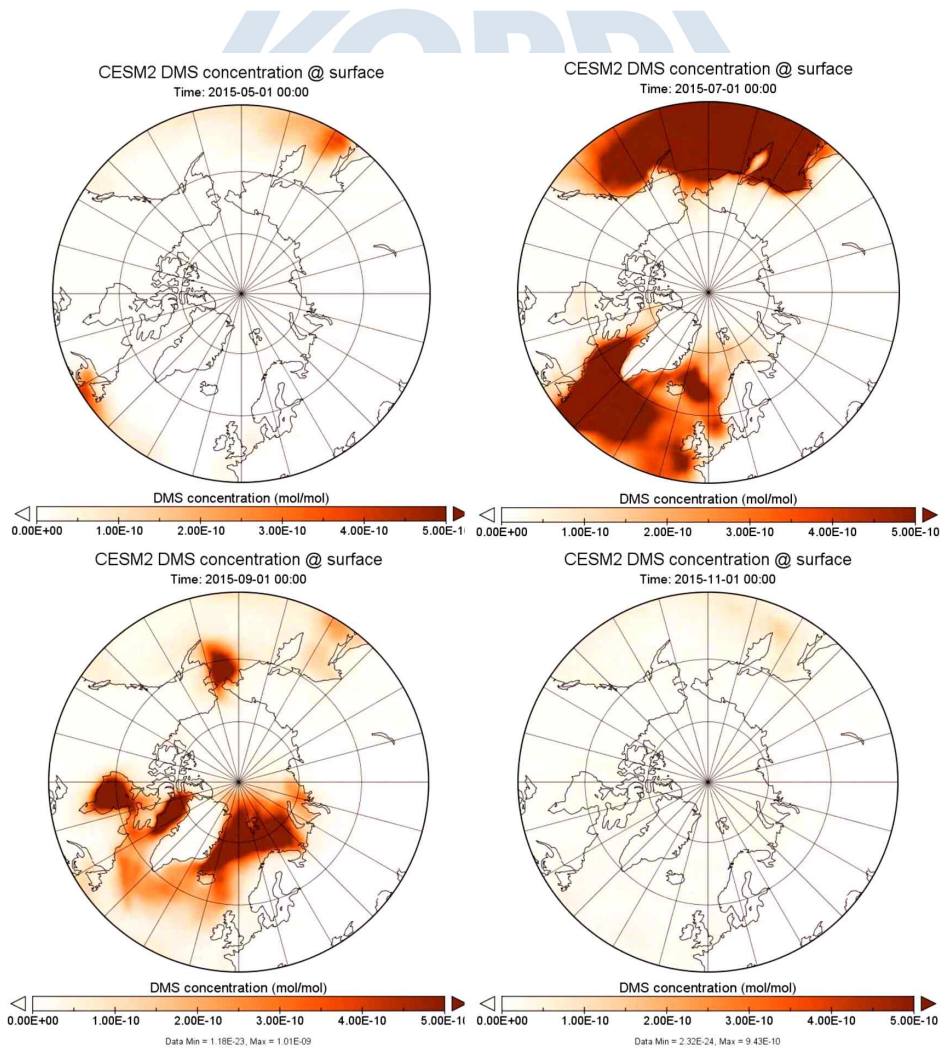 KOPRI
CESM2 DMS concentration @ surface
Time: 2015-05-01 00:00
DMS concentration (mol/mol)
0.00E+00 1.00E-10 2.00E-10 3.00E-10 4.00E-10 5.00E-1
CESM2 DMS concentration @ surface
Time: 2015-07-01 00:00
DMS concentration (mol/mol)
0.00E+00 1.00E-10 2.00E-10 3.00E-10 4.00E-10 5.00E-10
CESM2 DMS concentration @ surface
Time: 2015-09-01 00:00
DMS concentration (mol/mol)
0.00E+00 1.00E-10 2.00E-10 3.00E-10 4.00E-10 5.00E-1
Data Min = 1.18E-23, Max = 1.01E-09
CESM2 DMS concentration @ surface
Time: 2015-11-01 00:00
DMS concentration (mol/mol)
0.00E+00 1.00E-10 2.00E-10 3.00E-10 4.00E-10 5.00E-10
Data Min = 2.32E-24, Max = 9.43E-10